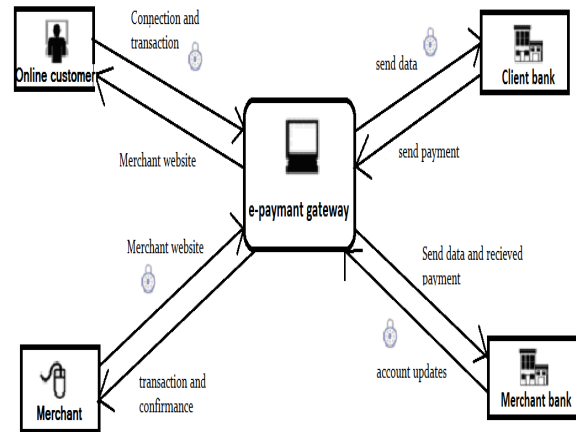 Connection and
transaction
Online customer
send data
Client bank
Merchant website
send payment
e-paymant gateway
Merchant website
Send data and recieved
payment
transaction and
confirmance
account updates
Merchant
Merchant bank